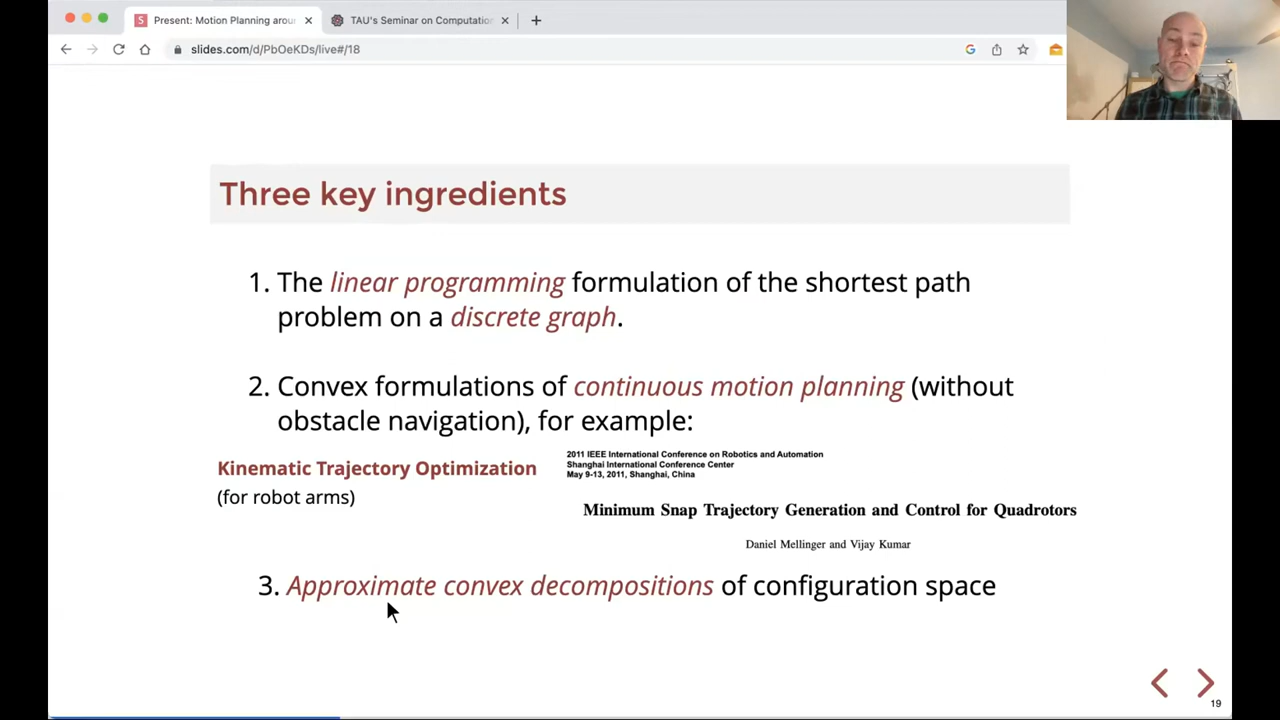 Present: Motion Planning arou
TAU's Seminar on Computation
slides.com/d/PbOeKDs/live#/18
Three key ingredients
1. The linear programming formulation of the shortest path
problem on a discrete graph.
2. Convex formulations of continuous motion planning (without
obstacle navigation), for example:
Kinematic Trajectory Optimization
(for robot arms)
2011 IEEE International Conference on Robotics and Automation
Shanghai International Conference Center
May 9-13, 2011, Shanghai, China
Minimum Snap Trajectory Generation and Control for Quadrotors
Daniel Mellinger and Vijay Kumar
3. Approximate convex decompositions of configuration space
19